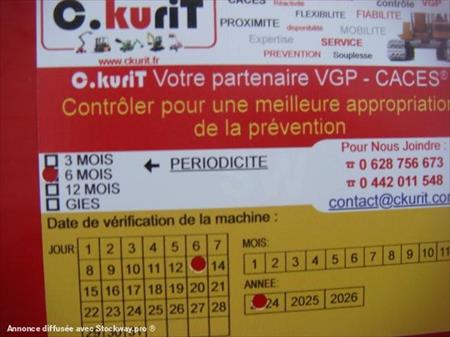 CACES Réactivité contrôle VGP
C.kuriT
FLEXIBILITE FIABILITE
PROXIMITE disponibilité MOBILITE
Expertise SERVICE
PREVENTION Souplesse
www.ckurit.fr
C.kuriT Votre partenaire VGP - CACES®
Contrôler pour une meilleure appropriation
de la prévention
Pour Nous Joindre :
☎ 0 628 756 673
☎ 0 442 011 548
contact@ckurit.com
3 MOIS
6 MOIS
12 MOIS
GIES
← PERIODICITE
Date de vérification de la machine :
JOUR: 1 2 3 4 5 6 7
8 9 10 11 12 14
15 16 17 18 19 20 21
22 23 24 25 26 27 28
29 30 31
MOIS:
1 2 3 4 5 6 7 8 9 10 11
ANNEE:
24 2025 2026
Annonce diffusée avec Stockway.pro ®